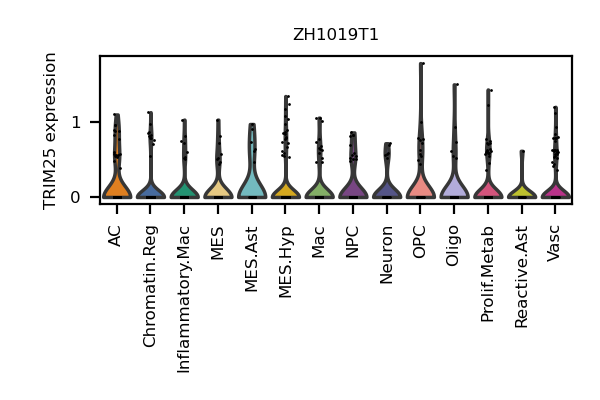 ZH1019T1
TRIM25 expression
1
0
AC
Chromatin.Reg
Inflammatory.Mac
MES
MES.Ast
MES.Hyp
Mac
NPC
Neuron
OPC
Oligo
Prolif.Metab
Reactive.Ast
Vasc